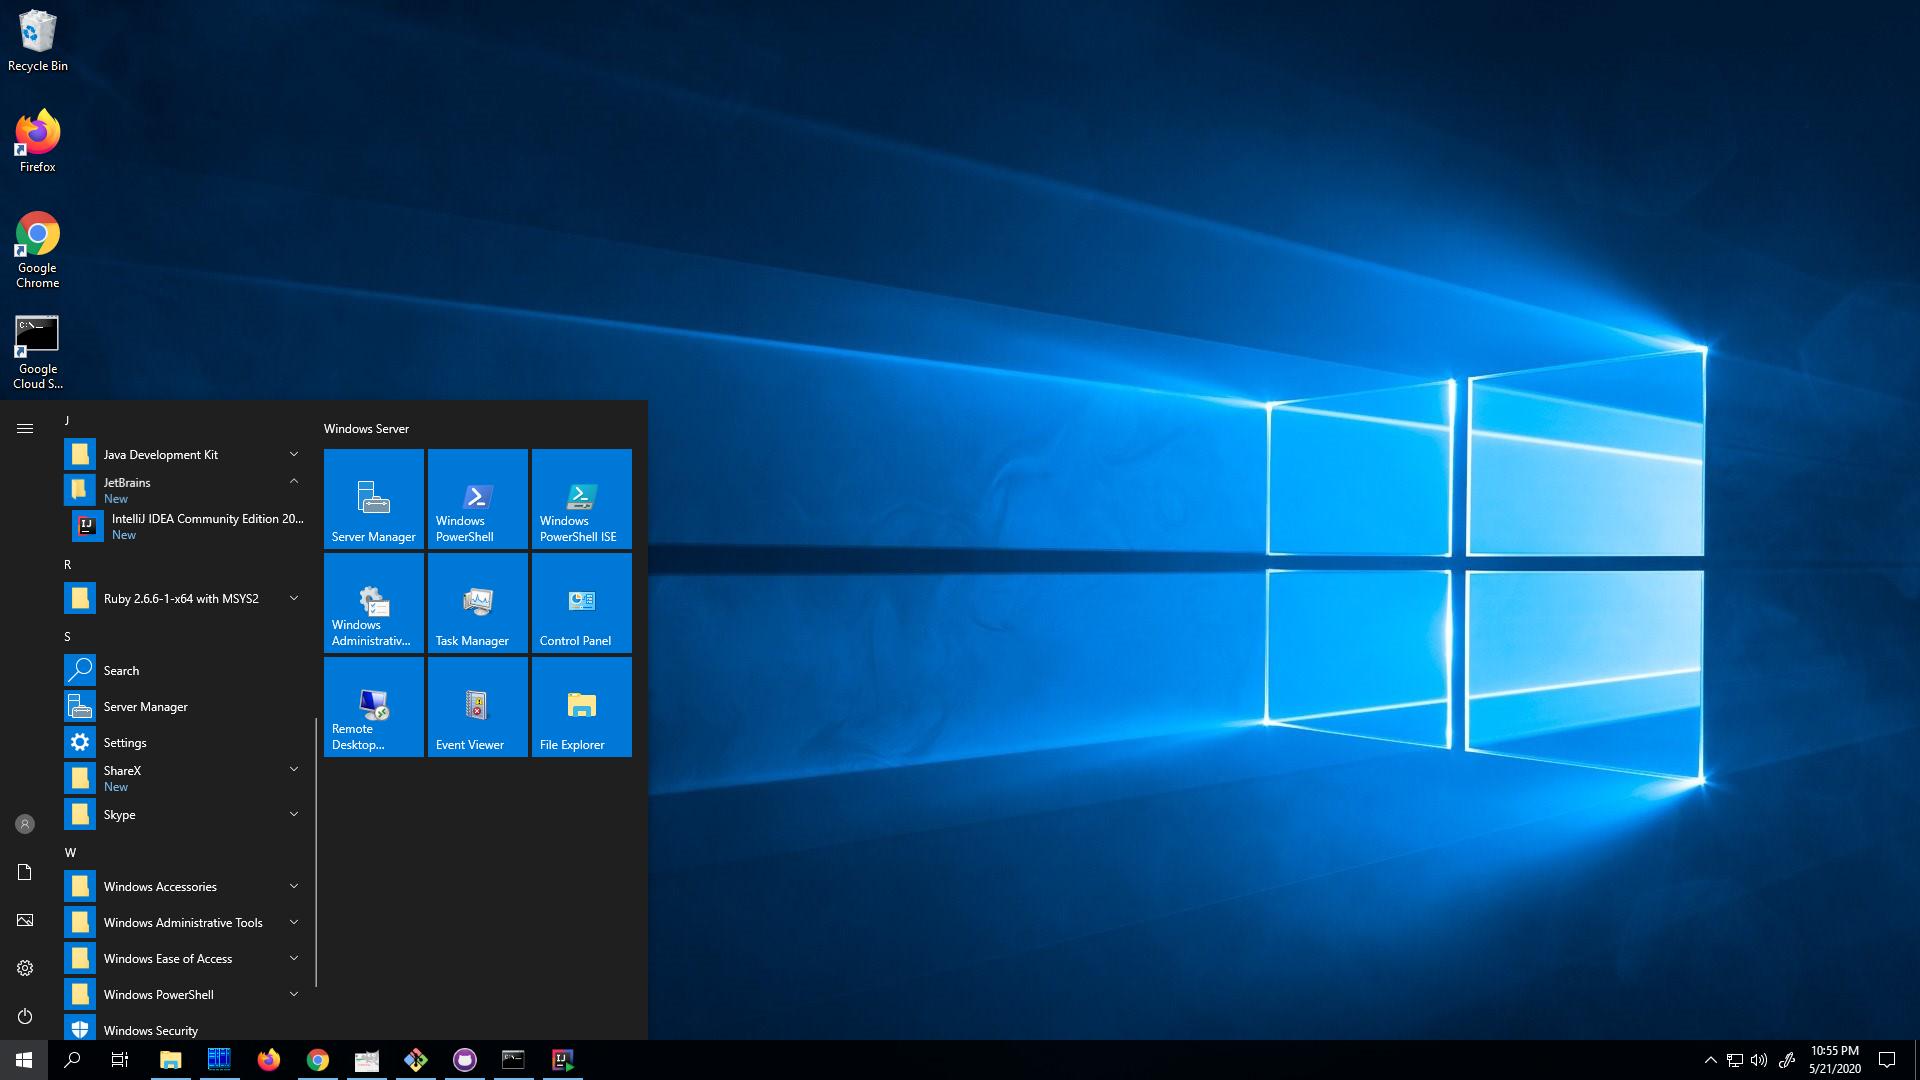 Recycle Bin
Firefox
Google
Chrome
Google
Cloud S...
J
Java Development Kit
JetBrains
New
IntelliJ IDEA Community Edition 20...
New
R
Ruby 2.6.6-1-x64 with MSYS2
S
Search
Server Manager
Settings
ShareX
New
Skype
W
Windows Accessories
Windows Administrative Tools
Windows Ease of Access
Windows PowerShell
Windows Security
Windows Server
Server Manager
Windows
PowerShell
Windows
PowerShell ISE
Windows
Administrativ...
Task Manager
Control Panel
Remote
Desktop...
Event Viewer
File Explorer
10:55 PM
5/21/2020